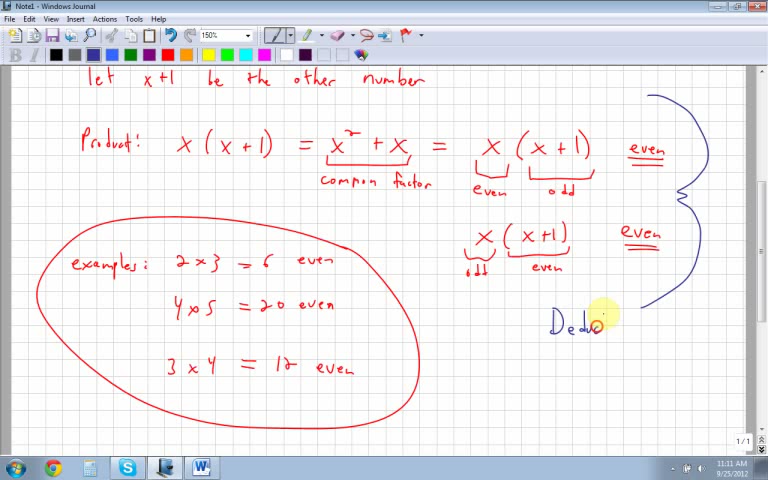 Note1 - Windows Journal
File Edit View Insert Actions Tools Help
150%
B I
let x+1 be the other number
Product: x (x+1) = x² + x = x (x+1) even
common factor even odd
x (x+1) even
odd even
examples: 2 x 3 = 6 even
4 x 5 = 20 even
Deduc
3 x 4 = 12 even
1 / 1
11:11 AM
9/25/2012